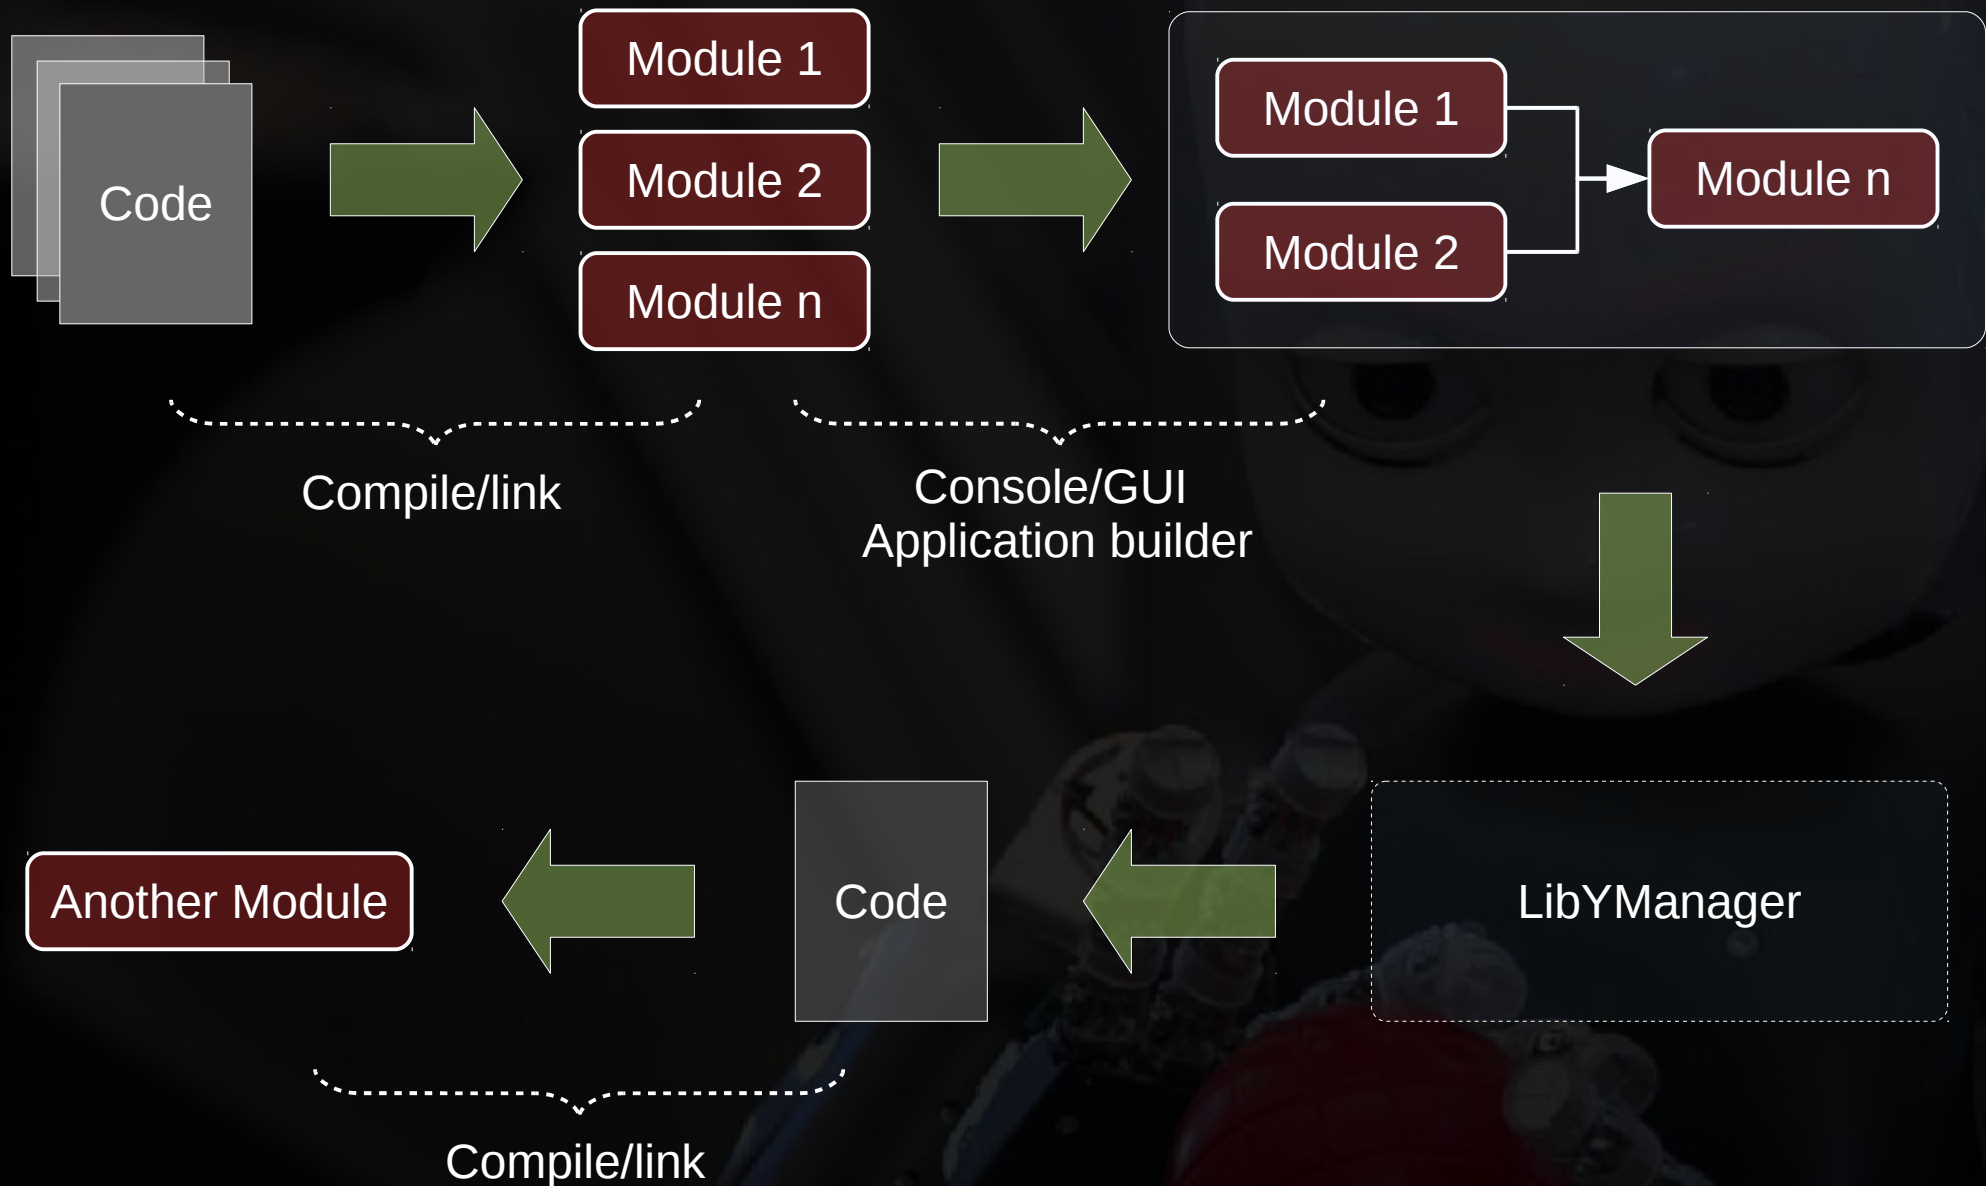 Code
Module 1
Module 2
Module n
Module 1
Module 2
Module n
Compile/link
Console/GUI
Application builder
LibYManager
Code
Another Module
Compile/link